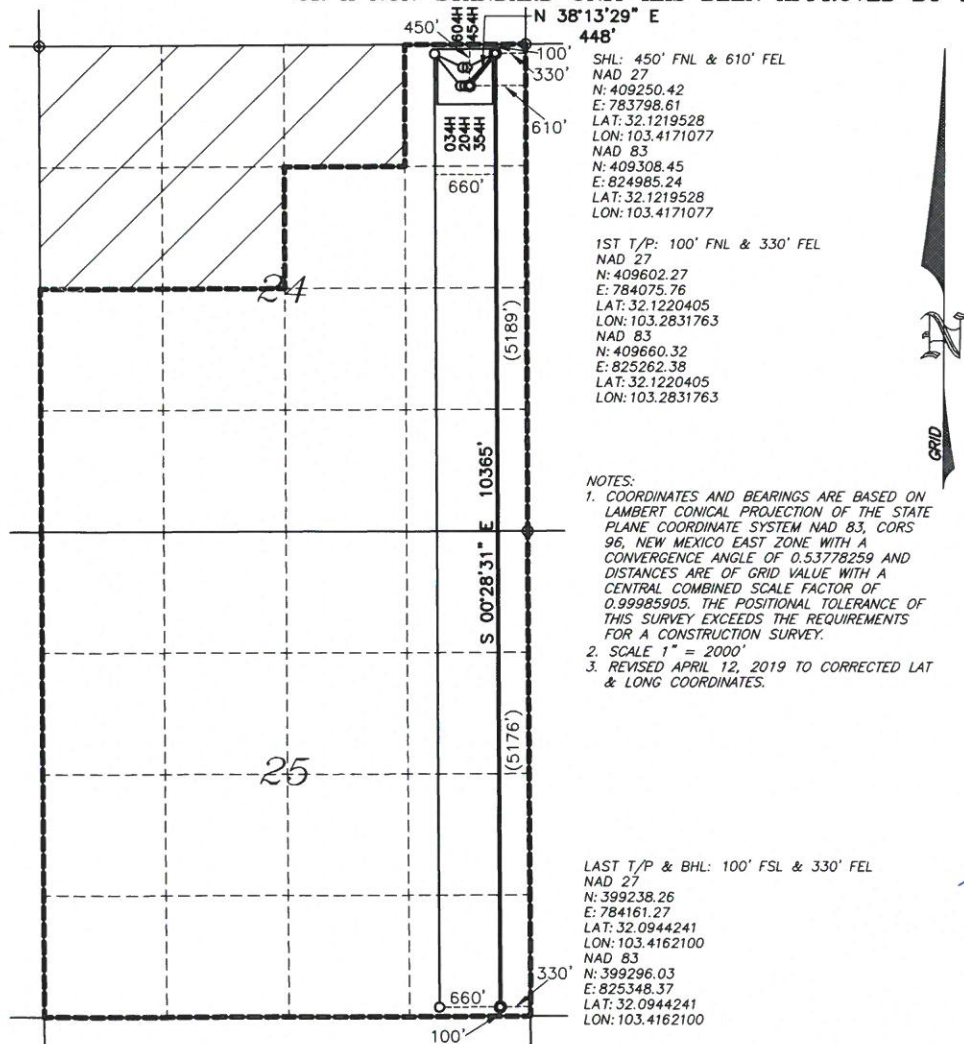 N 38°13'29" E
448'
450'
604H
454H
100'
330'
610'
034H
204H
354H
660'
24
(5189')
S 00°28'31" E 10365'
(5176')
25
660'
330'
100'
SHL: 450' FNL & 610' FEL
NAD 27
N: 409250.42
E: 783798.61
LAT: 32.1219528
LON: 103.4171077
NAD 83
N: 409308.45
E: 824985.24
LAT: 32.1219528
LON: 103.4171077
1ST T/P: 100' FNL & 330' FEL
NAD 27
N: 409602.27
E: 784075.76
LAT: 32.1220405
LON: 103.2831763
NAD 83
N: 409660.32
E: 825262.38
LAT: 32.1220405
LON: 103.2831763
GRID
NOTES:
1. COORDINATES AND BEARINGS ARE BASED ON
LAMBERT CONICAL PROJECTION OF THE STATE
PLANE COORDINATE SYSTEM NAD 83, CORS
96, NEW MEXICO EAST ZONE WITH A
CONVERGENCE ANGLE OF 0.53778259 AND
DISTANCES ARE OF GRID VALUE WITH A
CENTRAL COMBINED SCALE FACTOR OF
0.99985905. THE POSITIONAL TOLERANCE OF
THIS SURVEY EXCEEDS THE REQUIREMENTS
FOR A CONSTRUCTION SURVEY.
2. SCALE 1" = 2000'
3. REVISED APRIL 12, 2019 TO CORRECTED LAT
& LONG COORDINATES.
LAST T/P & BHL: 100' FSL & 330' FEL
NAD 27
N: 399238.26
E: 784161.27
LAT: 32.0944241
LON: 103.4162100
NAD 83
N: 399296.03
E: 825348.37
LAT: 32.0944241
LON: 103.4162100